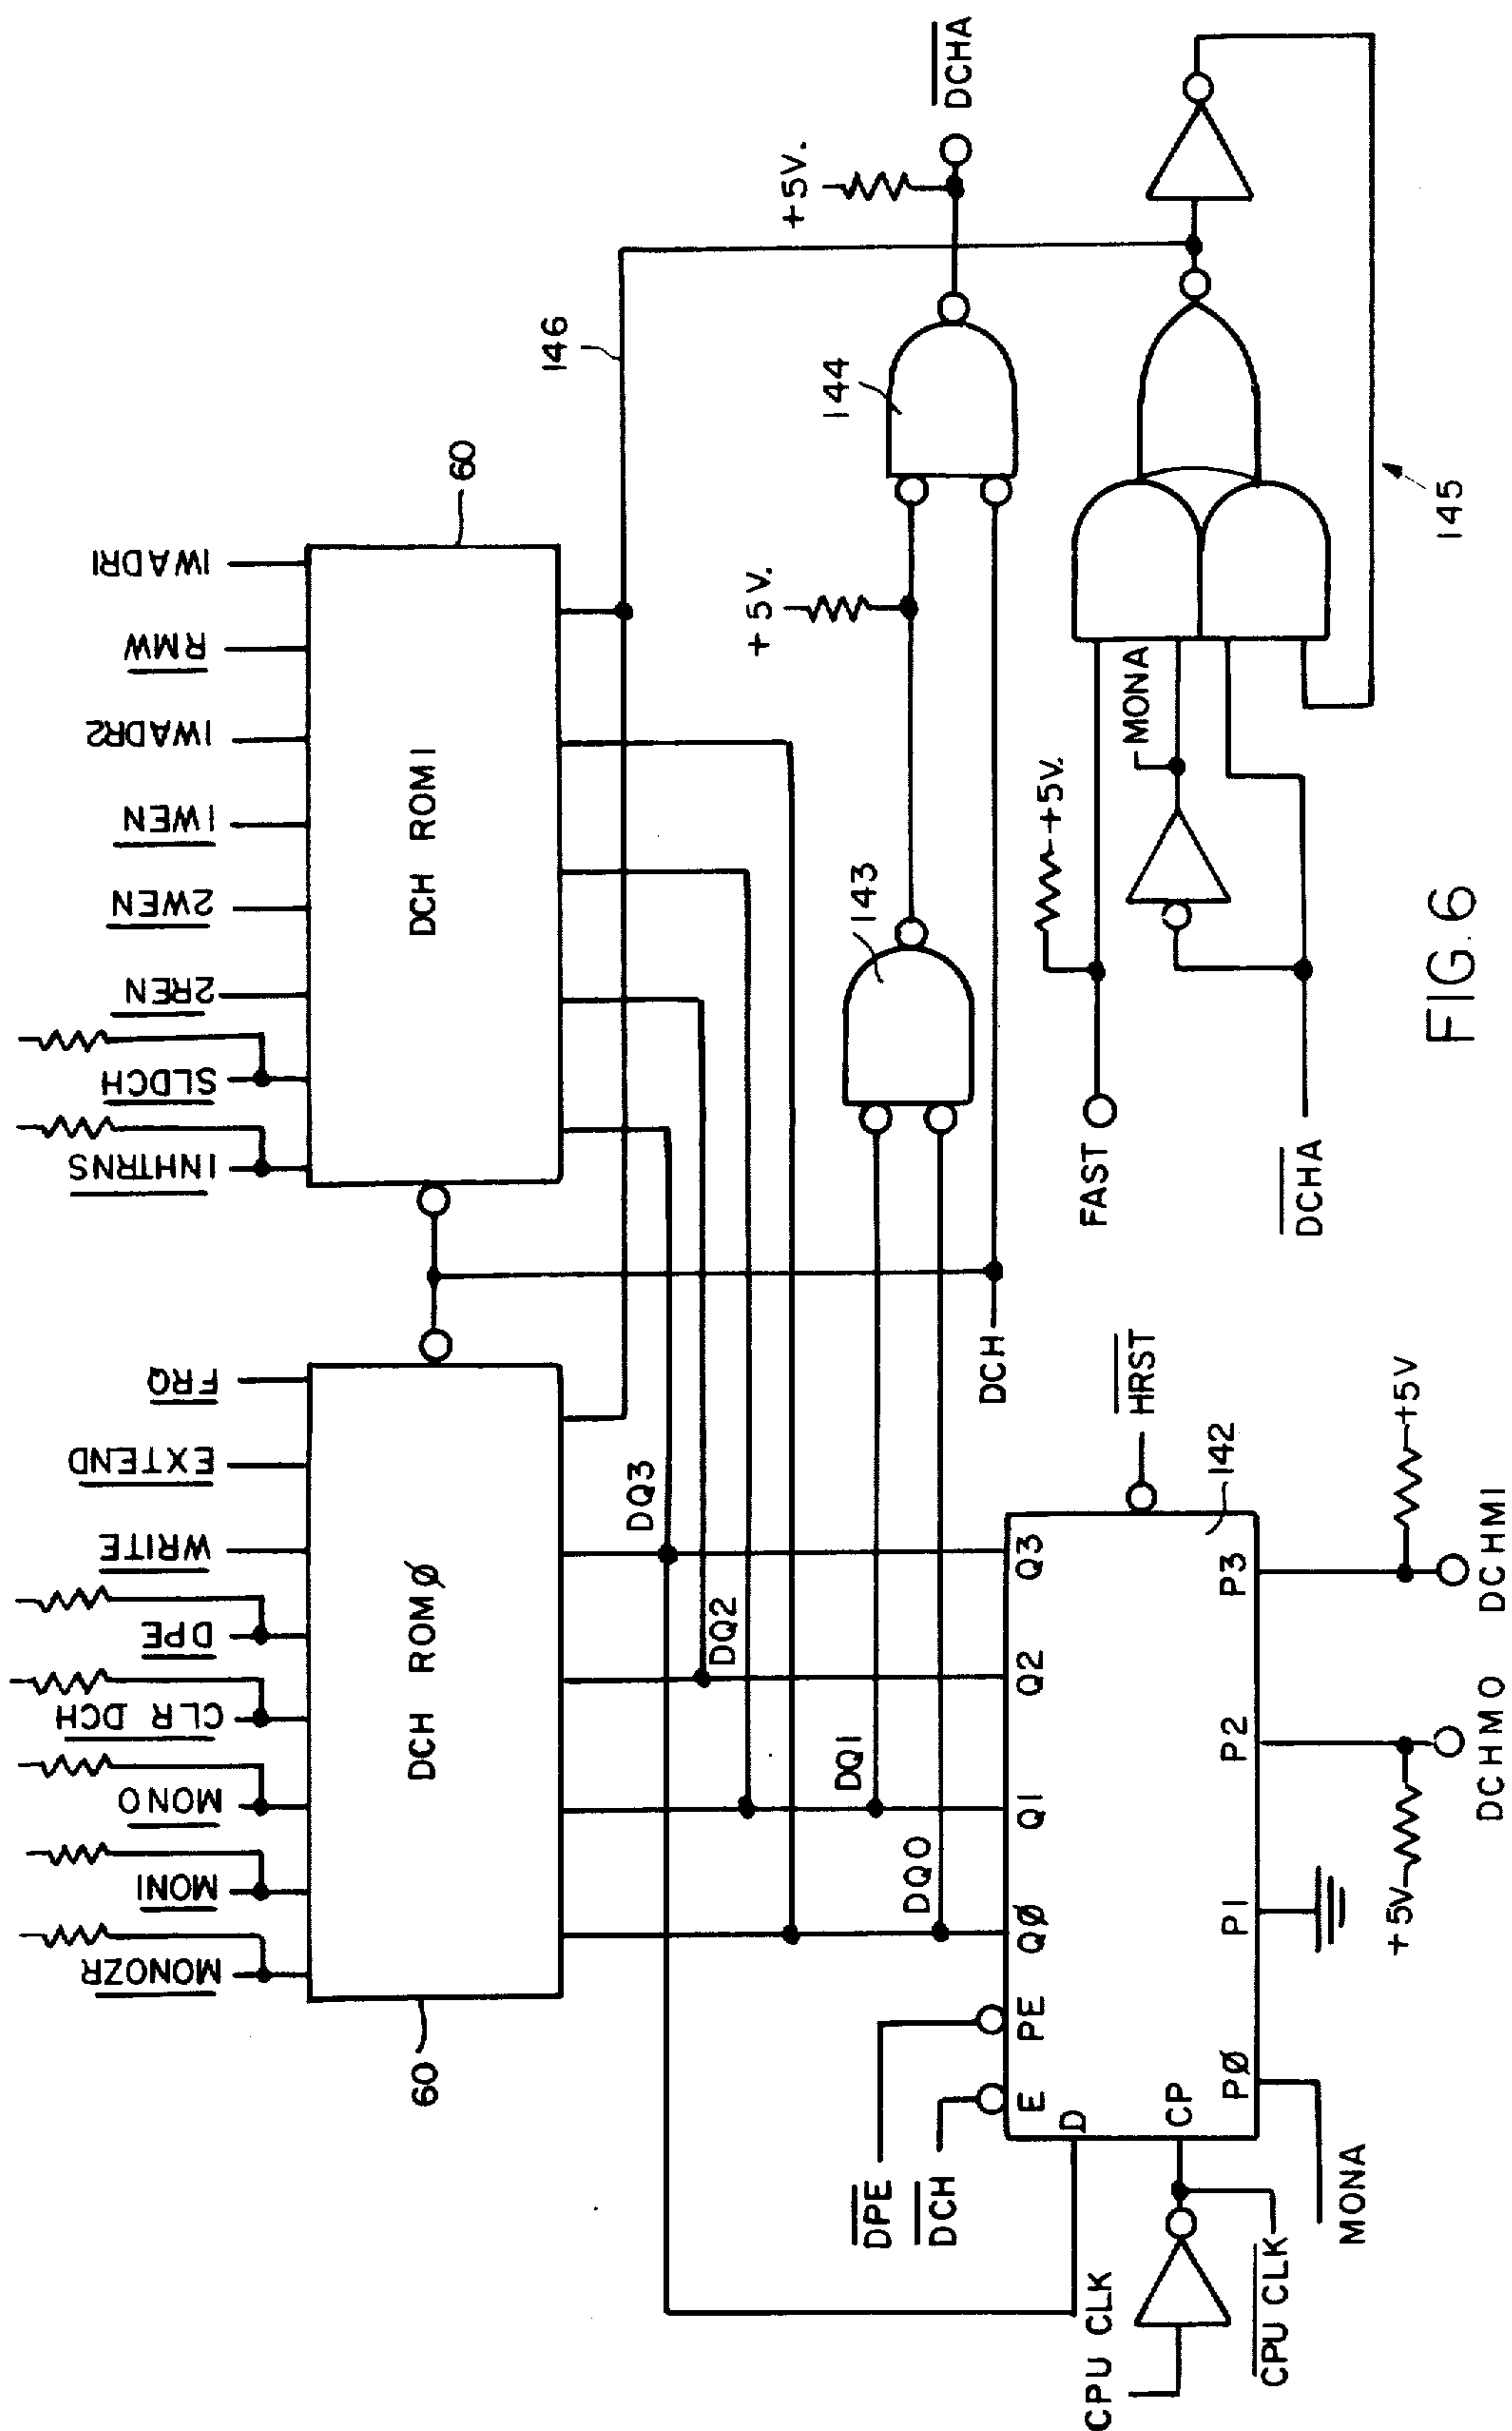 MONOZR
MON1
MONO
CLR DCH
DPE
WRITE
EXTEND
FRQ
INHTRNS
SLDCH
2REN
2WEN
1WEN
1WADR2
RMW
1WADR1
60
DCH ROMØ
DCH ROM1
60
146
DQ3
DQ2
DQ1
DQ0
+5V.
+5V.
143
144
DCHA
DCH
DPE
DCH
E
PE
QØ
Q1
Q2
Q3
HRST
142
D
CP
PØ
P1
P2
P3
CPU CLK
CPU CLK
MONA
+5V
+5V
DCHMO
DCHM1
FAST
+5V.
MONA
DCHA
145
FIG. 6